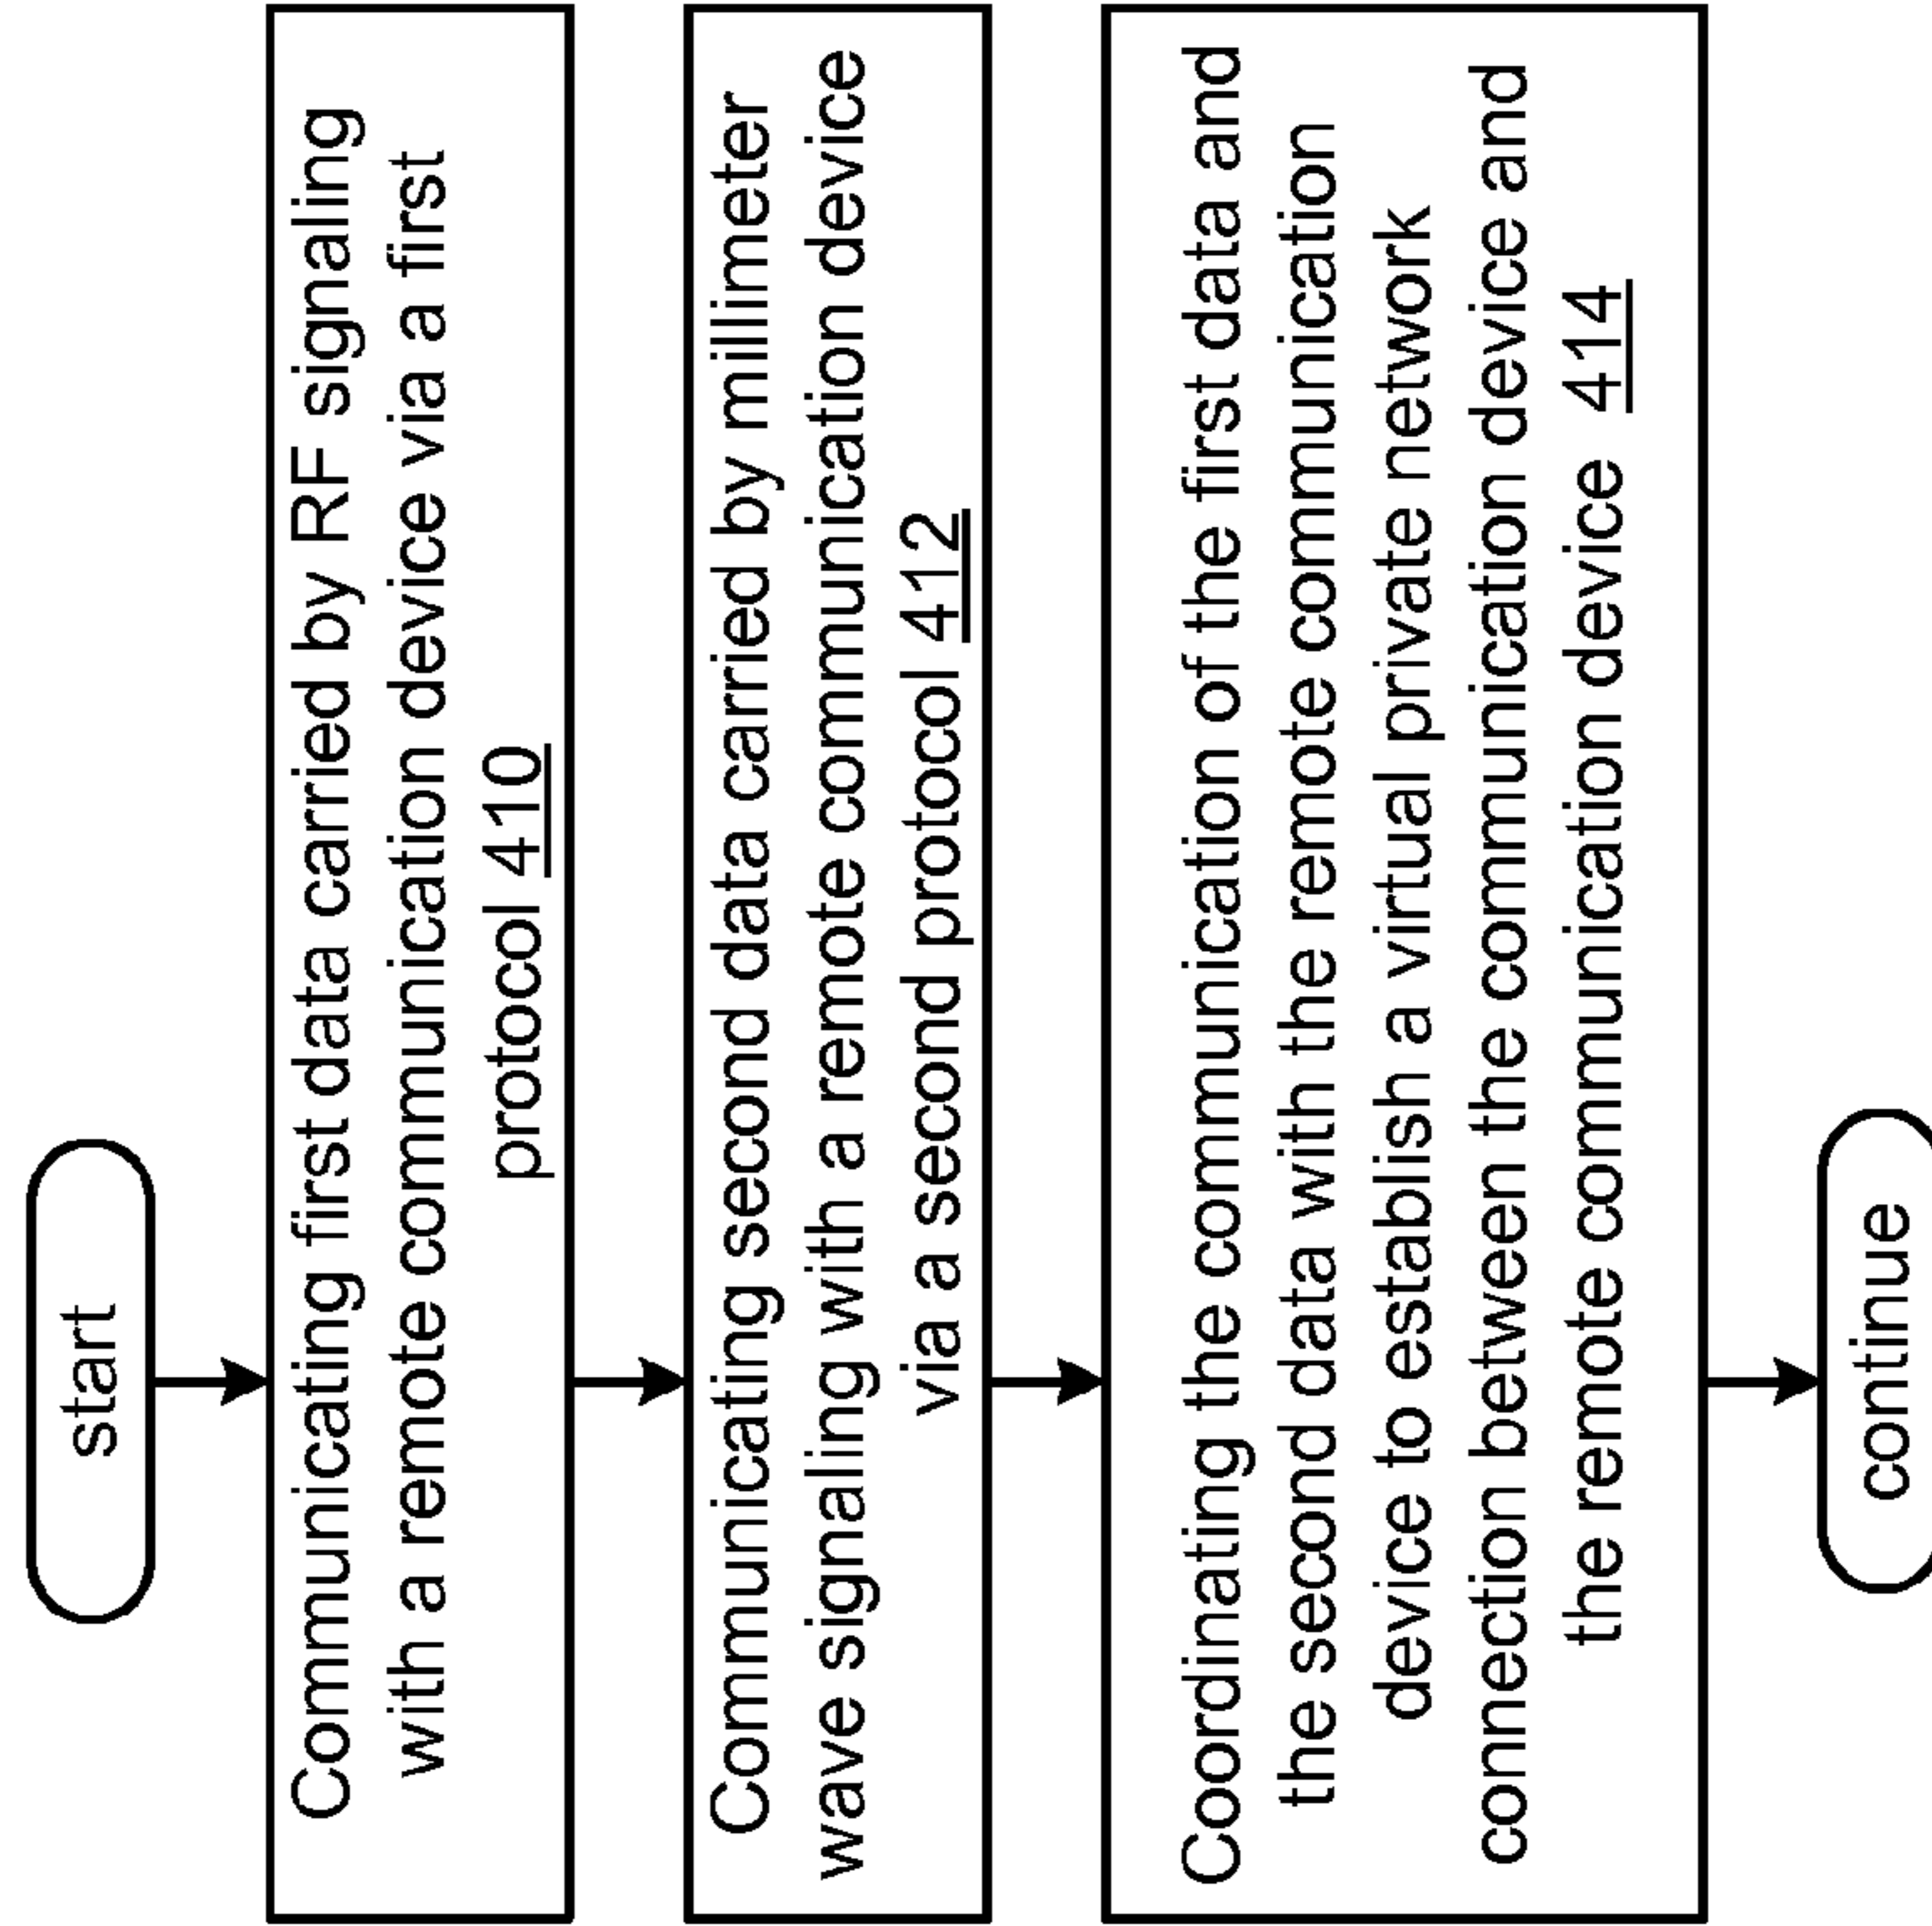 start
Communicating first data carried by RF signaling
with a remote communication device via a first
protocol 410
Communicating second data carried by millimeter
wave signaling with a remote communication device
via a second protocol 412
Coordinating the communication of the first data and
the second data with the remote communication
device to establish a virtual private network
connection between the communication device and
the remote communication device 414
continue